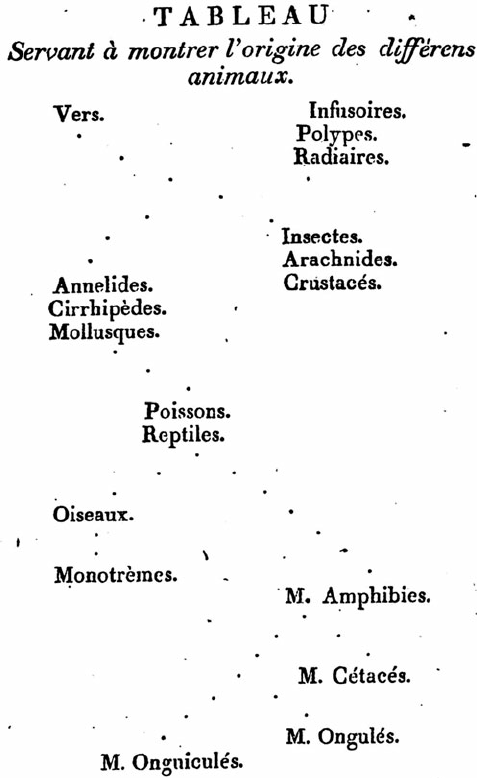 TABLEAU
Servant à montrer l'origine des différens
animaux.
Vers.
Infusoires.
Polypes.
Radiaires.
Insectes.
Arachnides.
Crustacés.
Annelides.
Cirrhipèdes.
Mollusques.
Poissons.
Reptiles.
Oiseaux.
Monotrèmes.
M. Amphibies.
M. Cétacés.
M. Ongulés.
M. Onguiculés.